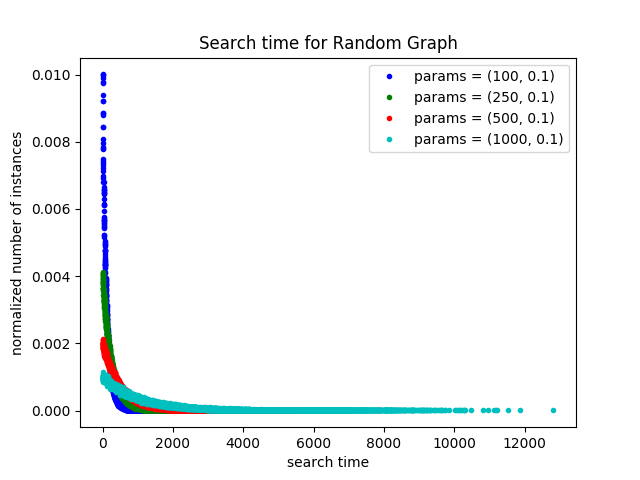 Search time for Random Graph
params = (100, 0.1)
params = (250, 0.1)
params = (500, 0.1)
params = (1000, 0.1)
normalized number of instances
0.010
0.008
0.006
0.004
0.002
0.000
0
2000
4000
6000
8000
10000
12000
search time